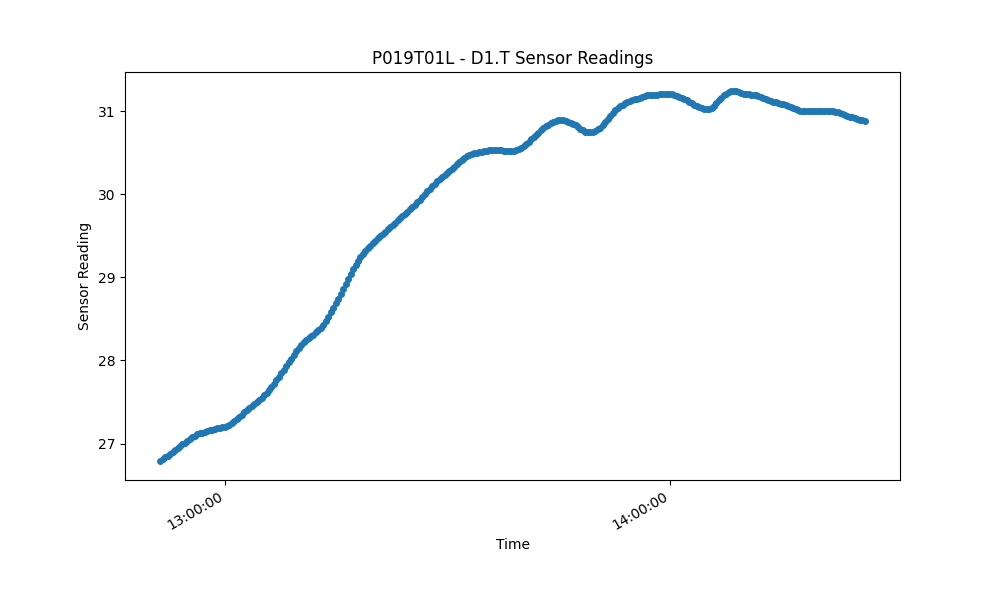 P019T01L - D1.T Sensor Readings
Sensor Reading
31
30
29
28
27
13:00:00
14:00:00
Time